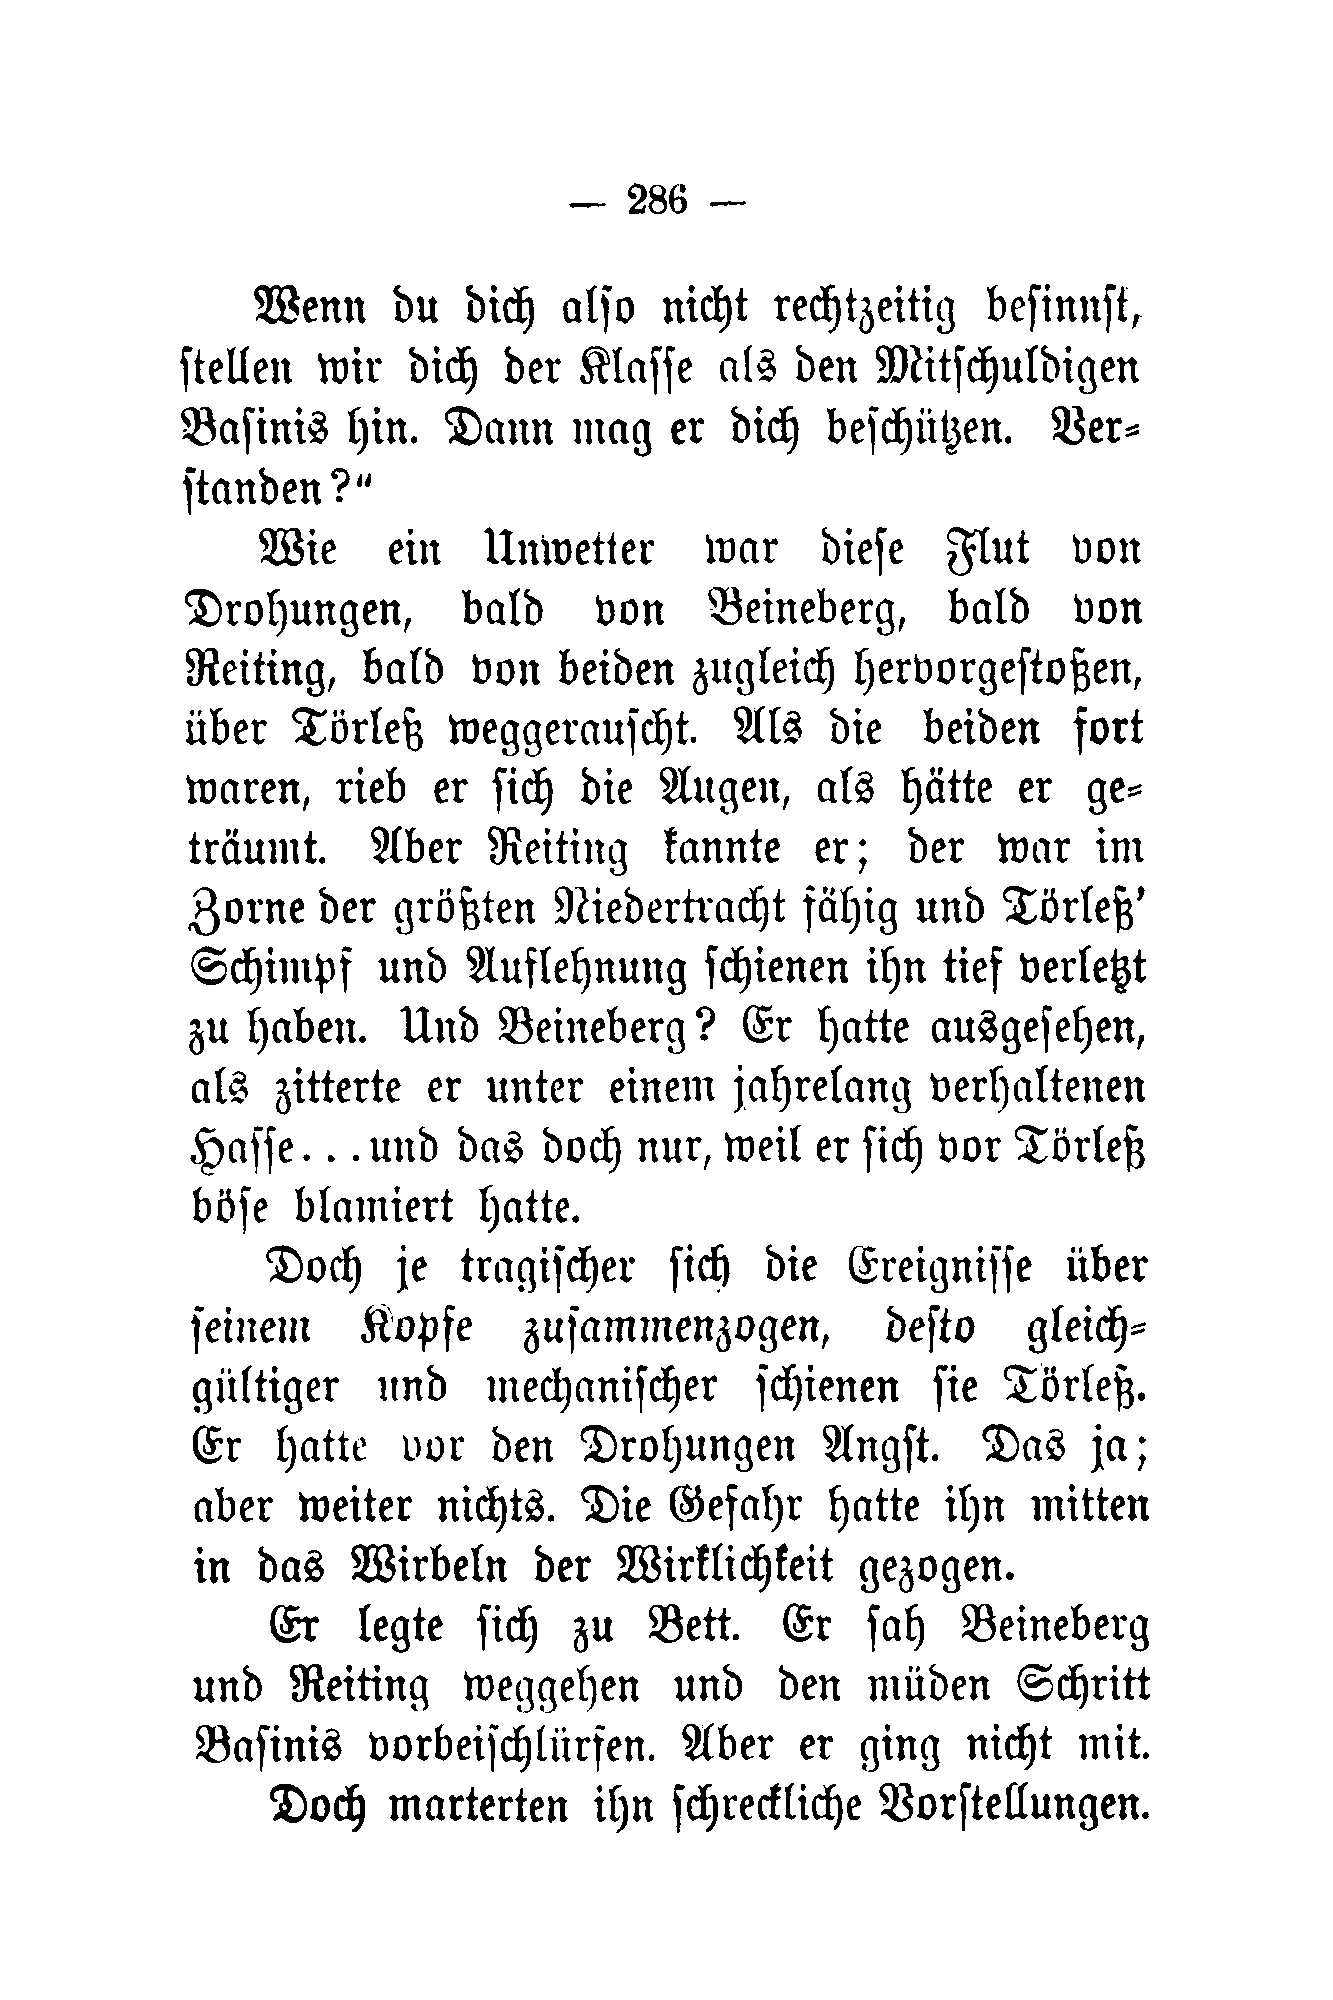 — 286 —
Wenn du dich also nicht rechtzeitig besinnst,
stellen wir dich der Klasse als den Mitschuldigen
Basinis hin. Dann mag er dich beschützen. Ver-
standen?“
Wie ein Unwetter war diese Flut von
Drohungen, bald von Beineberg, bald von
Reiting, bald von beiden zugleich hervorgestoßen,
über Törleß weggerauscht. Als die beiden fort
waren, rieb er sich die Augen, als hätte er ge-
träumt. Aber Reiting kannte er; der war im
Zorne der größten Niedertracht fähig und Törleß'
Schimpf und Auflehnung schienen ihn tief verletzt
zu haben. Und Beineberg? Er hatte ausgesehen,
als zitterte er unter einem jahrelang verhaltenen
Hasse... und das doch nur, weil er sich vor Törleß
böse blamiert hatte.
Doch je tragischer sich die Ereignisse über
seinem Kopfe zusammenzogen, desto gleich-
gültiger und mechanischer schienen sie Törleß.
Er hatte vor den Drohungen Angst. Das ja;
aber weiter nichts. Die Gefahr hatte ihn mitten
in das Wirbeln der Wirklichkeit gezogen.
Er legte sich zu Bett. Er sah Beineberg
und Reiting weggehen und den müden Schritt
Basinis vorbeischlürfen. Aber er ging nicht mit.
Doch marterten ihn schreckliche Vorstellungen.